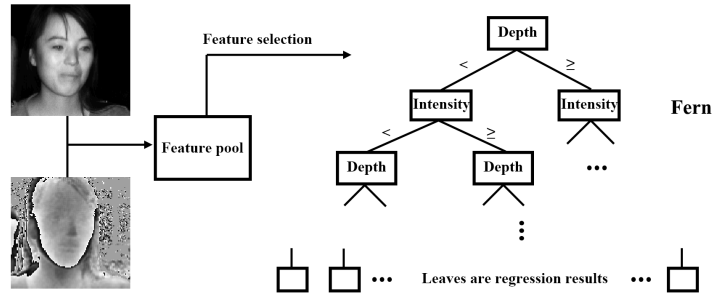 Feature selection
Depth
< ≥
Intensity
Intensity
Fern
< ≥
Feature pool
Depth
Depth
...
...
... Leaves are regression results ...